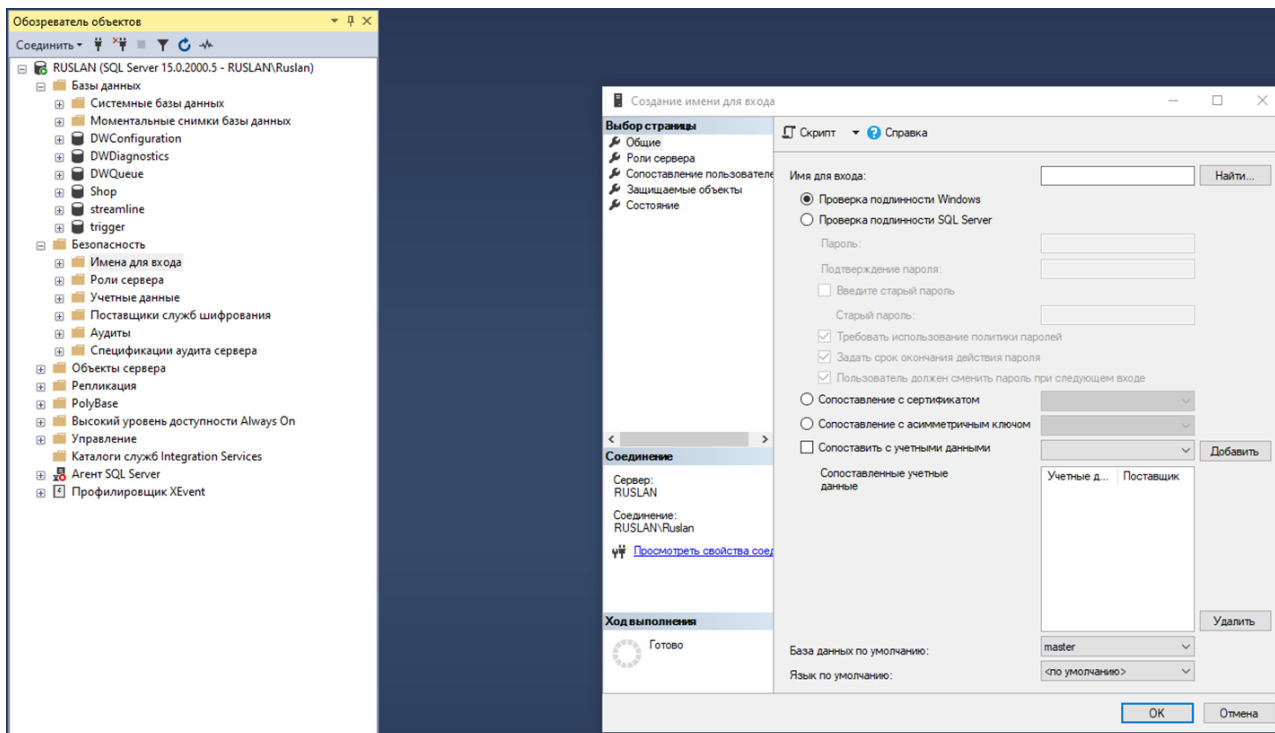 Обозреватель объектов
Соединить
RUSLAN (SQL Server 15.0.2000.5 - RUSLAN\Ruslan)
Базы данных
Системные базы данных
Моментальные снимки базы данных
DWConfiguration
DWDiagnostics
DWQueue
Shop
streamline
trigger
Безопасность
Имена для входа
Роли сервера
Учетные данные
Поставщики служб шифрования
Аудиты
Спецификации аудита сервера
Объекты сервера
Репликация
PolyBase
Высокий уровень доступности Always On
Управление
Каталоги служб Integration Services
Агент SQL Server
Профилировщик XEvent
Создание имени для входа
Выбор страницы
Общие
Роли сервера
Сопоставление пользователе
Защищаемые объекты
Состояние
Соединение
Сервер:
RUSLAN
Соединение:
RUSLAN\Ruslan
Просмотреть свойства соед
Ход выполнения
Готово
Скрипт
Справка
Имя для входа:
Найти...
Проверка подлинности Windows
Проверка подлинности SQL Server
Пароль:
Подтверждение пароля:
Введите старый пароль
Старый пароль:
Требовать использование политики паролей
Задать срок окончания действия пароля
Пользователь должен сменить пароль при следующем входе
Сопоставление с сертификатом
Сопоставление с асимметричным ключом
Сопоставить с учетными данными
Добавить
Сопоставленные учетные
данные
Учетные д... Поставщик
Удалить
База данных по умолчанию:
master
Язык по умолчанию:
<по умолчанию>
OK
Отмена